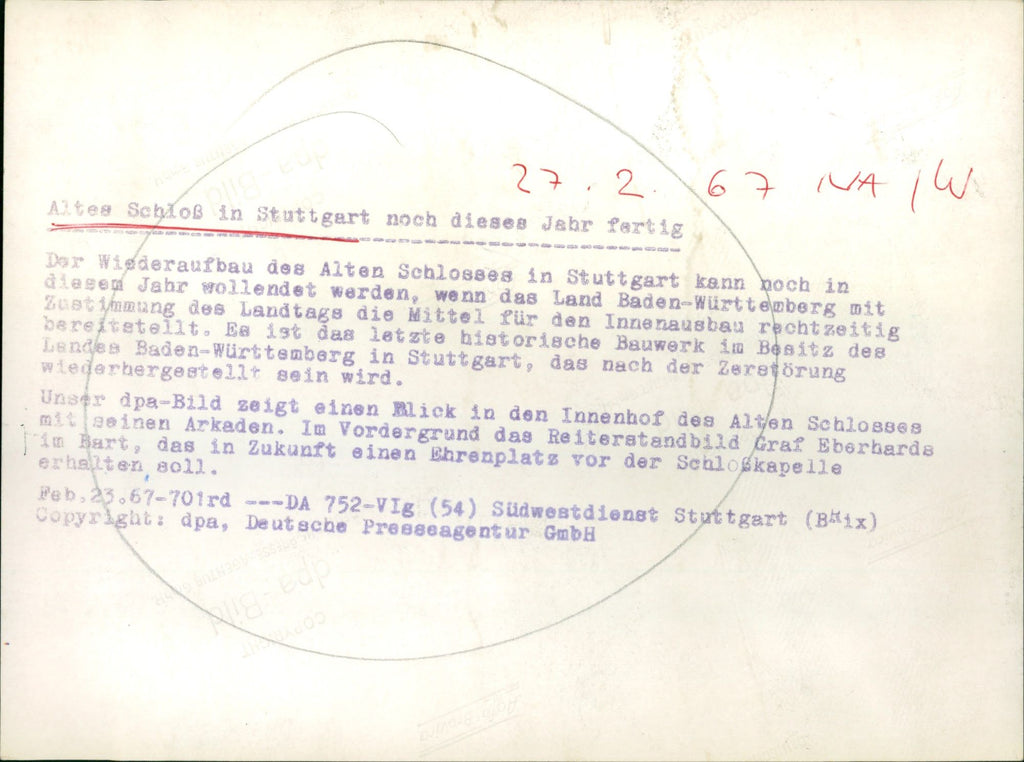 27. 2. 67
Altes Schloß in Stuttgart noch dieses Jahr fertig
Der Wiederaufbau des Alten Schlosses in Stuttgart kann noch in
diesem Jahr vollendet werden, wenn das Land Baden-Württemberg mit
Zustimmung des Landtags die Mittel für den Innenausbau rechtzeitig
bereitstellt. Es ist das letzte historische Bauwerk im Besitz des
Landes Baden-Württemberg in Stuttgart, das nach der Zerstörung
wiederhergestellt sein wird.
Unser dpa-Bild zeigt einen Blick in den Innenhof des Alten Schlosses
mit seinen Arkaden. Im Vordergrund das Reiterstandbild Graf Eberhards
im Bart, das in Zukunft einen Ehrenplatz vor der Schloßkapelle
erhalten soll.
Feb.23.67-701rd ---DA 752-VIg (54) Südwestdienst Stuttgart
Copyright: dpa, Deutsche Presseagentur GmbH
dpa-Bild
COPYRIGHT